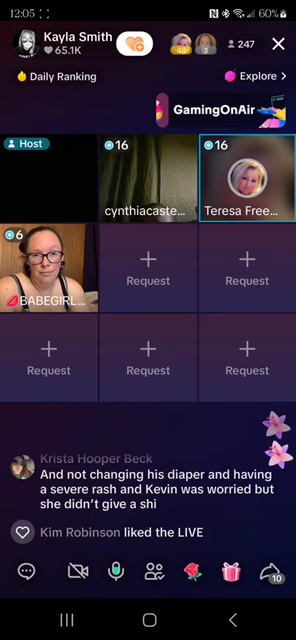 12:05
60%
Kayla Smith
65.1K
46
3
247
Daily Ranking
Explore >
GamingOnAir
Host
16
16
cynthiacaste...
Teresa Free...
6
BABEGIRL...
Request
Request
Request
Request
Request
Krista Hooper Beck
And not changing his diaper and having
a severe rash and Kevin was worried but
she didn't give a shi
Kim Robinson liked the LIVE
10